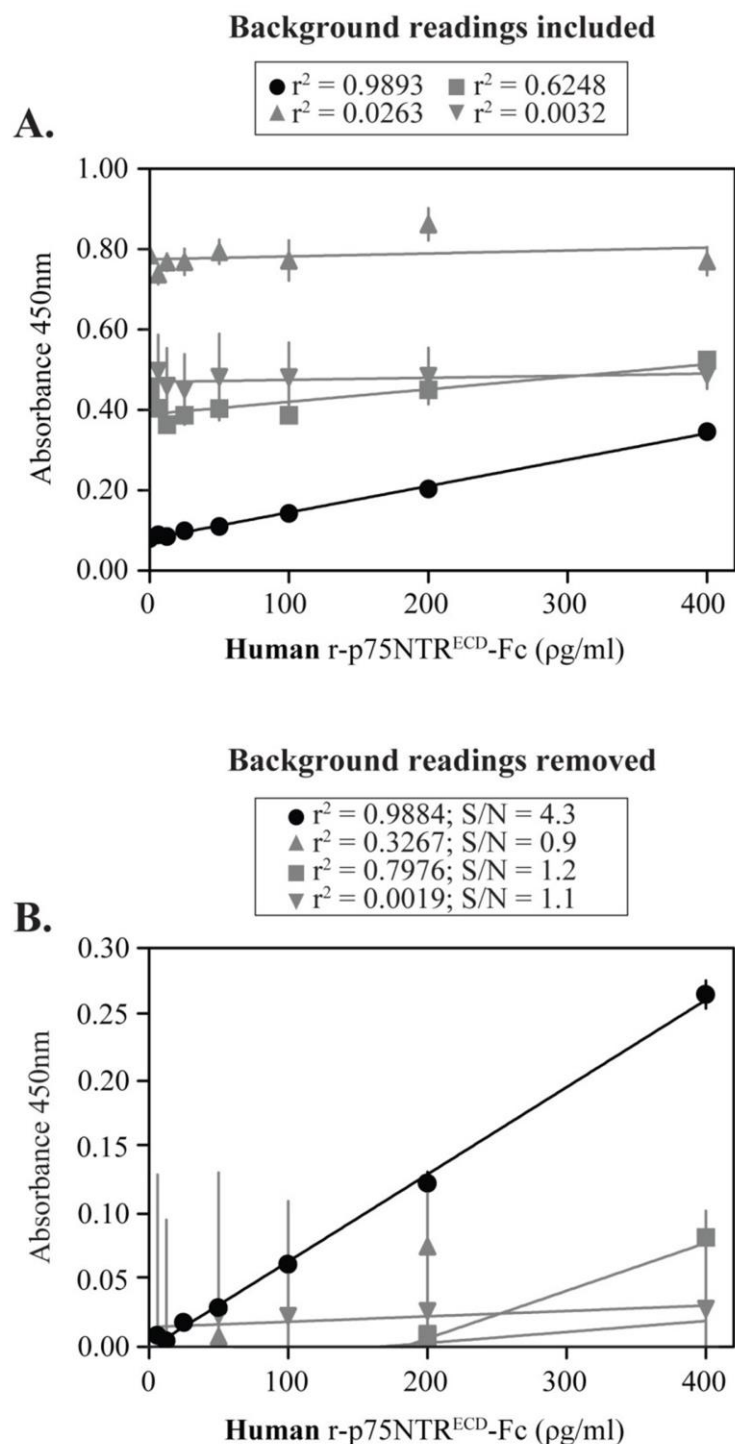 Background readings included
● r² = 0.9893 ■ r² = 0.6248
▲ r² = 0.0263 ▼ r² = 0.0032
A.
1.00
0.80
0.60
0.40
0.20
0.00
Absorbance 450nm
0 100 200 300 400
Human r-p75NTRᴱᶜᴰ-Fc (ρg/ml)
Background readings removed
● r² = 0.9884; S/N = 4.3
▲ r² = 0.3267; S/N = 0.9
■ r² = 0.7976; S/N = 1.2
▼ r² = 0.0019; S/N = 1.1
B.
0.30
0.25
0.20
0.15
0.10
0.05
0.00
Absorbance 450nm
0 100 200 300 400
Human r-p75NTRᴱᶜᴰ-Fc (ρg/ml)